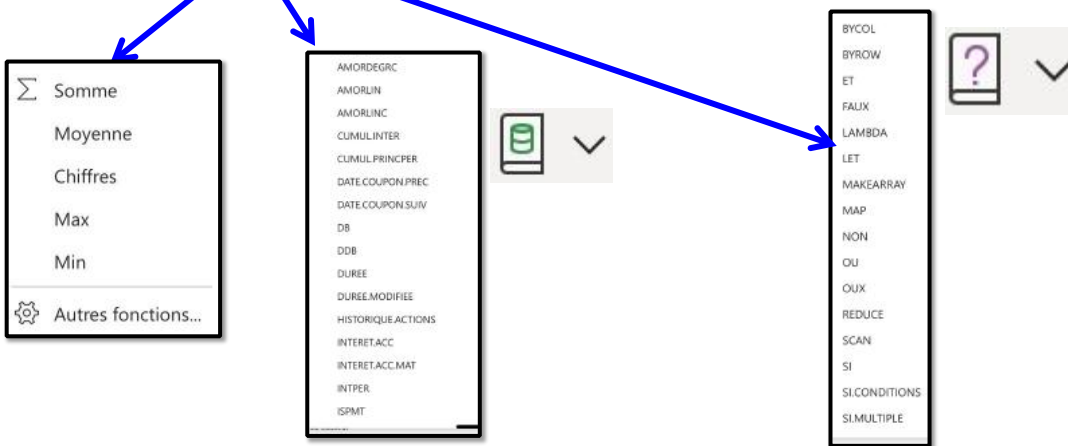 Somme
Moyenne
Chiffres
Max
Min
Autres fonctions...
AMORDEGRC
AMORLIN
AMORLINC
CUMUL.INTER
CUMUL.PRINCPER
DATE.COUPON.PREC
DATE.COUPON.SUIV
DB
DDB
DUREE
DUREE.MODIFIEE
HISTORIQUE.ACTIONS
INTERET.ACC
INTERET.ACC.MAT
INTPER
ISPMT
BYCOL
BYROW
ET
FAUX
LAMBDA
LET
MAKEARRAY
MAP
NON
OU
OUX
REDUCE
SCAN
SI
SI.CONDITIONS
SI.MULTIPLE